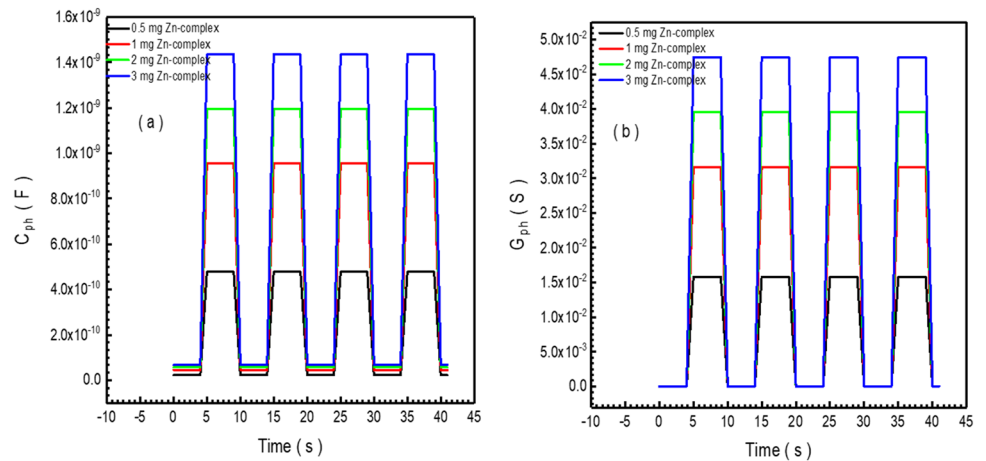 1.6x10⁻⁹
1.4x10⁻⁹
1.2x10⁻⁹
1.0x10⁻⁹
8.0x10⁻¹⁰
6.0x10⁻¹⁰
4.0x10⁻¹⁰
2.0x10⁻¹⁰
0.0
C_ph ( F )
0.5 mg Zn-complex
1 mg Zn-complex
2 mg Zn-complex
3 mg Zn-complex
( a )
-10 -5 0 5 10 15 20 25 30 35 40 45
Time ( s )
5.0x10⁻²
4.5x10⁻²
4.0x10⁻²
3.5x10⁻²
3.0x10⁻²
2.5x10⁻²
2.0x10⁻²
1.5x10⁻²
1.0x10⁻²
5.0x10⁻³
0.0
G_ph ( S )
0.5 mg Zn-complex
1 mg Zn-complex
2 mg Zn-complex
3 mg Zn-complex
( b )
-10 -5 0 5 10 15 20 25 30 35 40 45
Time ( s )